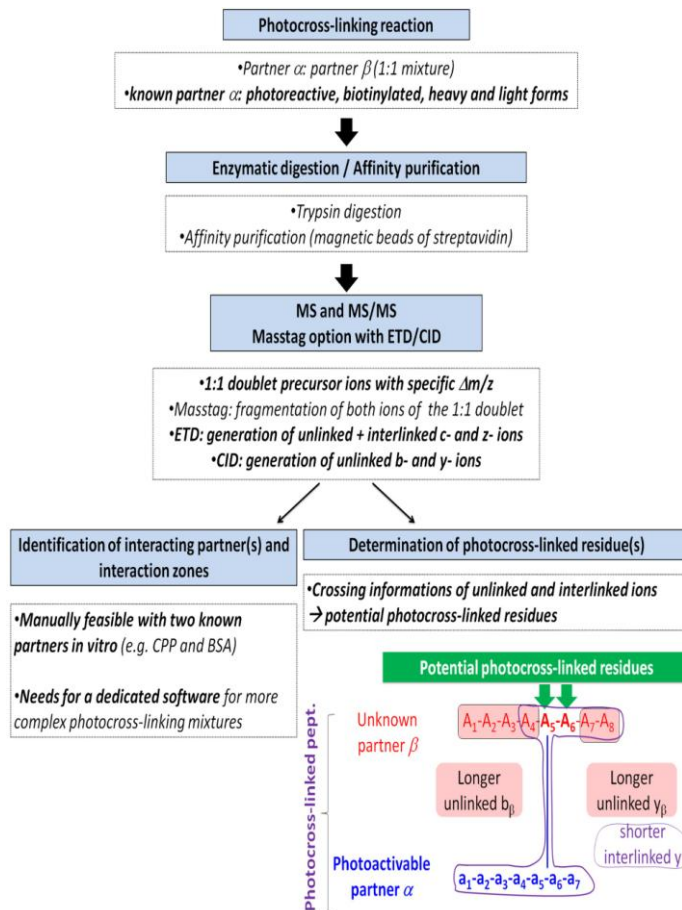 Photocross-linking reaction
•Partner α: partner β (1:1 mixture)
•known partner α: photoreactive, biotinylated, heavy and light forms
Enzymatic digestion / Affinity purification
•Trypsin digestion
•Affinity purification (magnetic beads of streptavidin)
MS and MS/MS
Masstag option with ETD/CID
•1:1 doublet precursor ions with specific Δm/z
•Masstag: fragmentation of both ions of the 1:1 doublet
•ETD: generation of unlinked + interlinked c- and z- ions
•CID: generation of unlinked b- and y- ions
Identification of interacting partner(s) and
interaction zones
•Manually feasible with two known
partners in vitro (e.g. CPP and BSA)
•Needs for a dedicated software for more
complex photocross-linking mixtures
Determination of photocross-linked residue(s)
•Crossing informations of unlinked and interlinked ions
→potential photocross-linked residues
Potential photocross-linked residues
Photocross-linked pept.
Unknown
partner β
A₁-A₂-A₃-A₄-A₅-A₆-A₇-A₈
Longer
unlinked bᵦ
Longer
unlinked yᵦ
shorter
interlinked y
Photoactivable
partner α
a₁-a₂-a₃-a₄-a₅-a₆-a₇